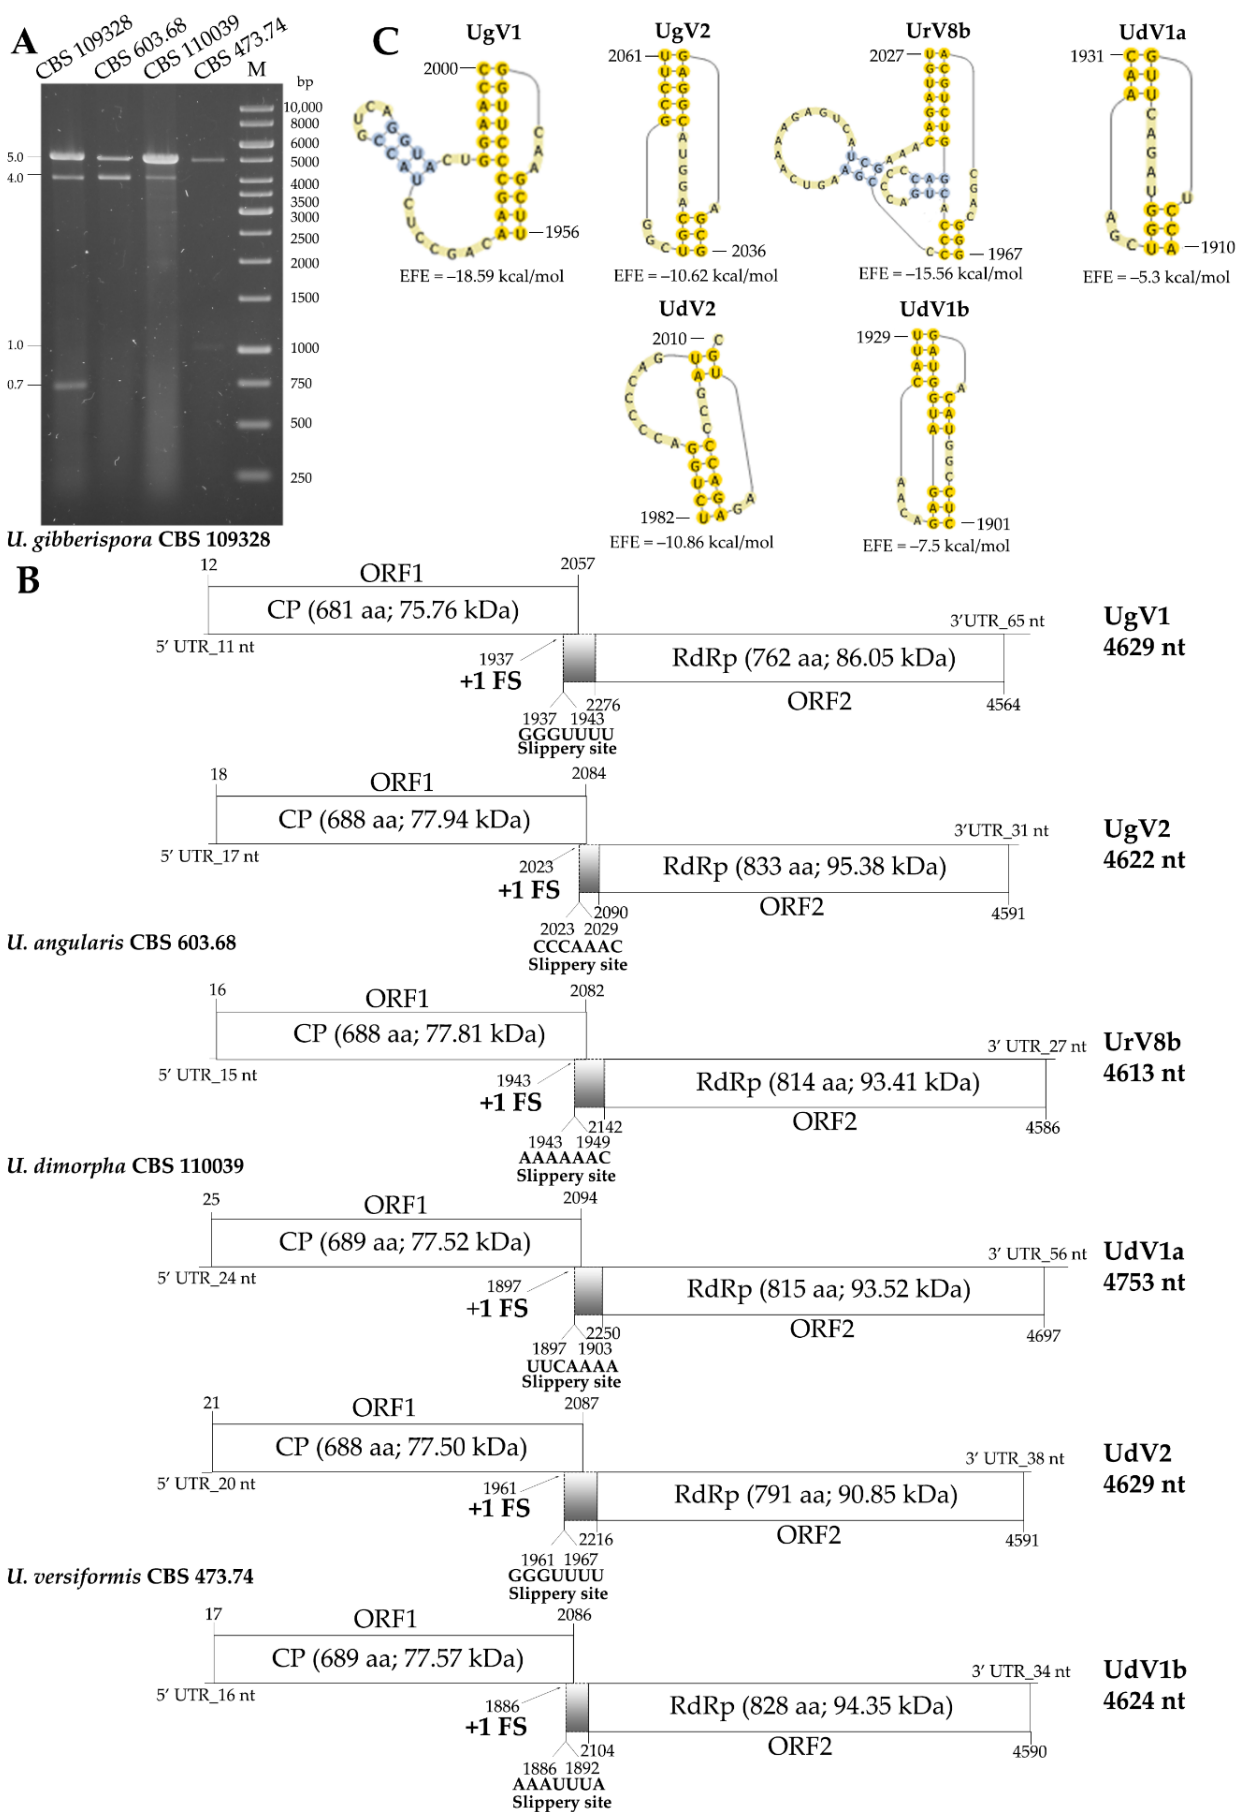 A
CBS 109328
CBS 603.68
CBS 110039
CBS 473.74
M
bp
10,000
8000
6000
5000
4000
3500
3000
2500
2000
1500
1000
750
500
250
5.0
4.0
1.0
0.7
C
UgV1
2000
1956
EFE = −18.59 kcal/mol
UgV2
2061
2036
EFE = −10.62 kcal/mol
UrV8b
2027
1967
EFE = −15.56 kcal/mol
UdV1a
1931
1910
EFE = −5.3 kcal/mol
UdV2
2010
1982
EFE = −10.86 kcal/mol
UdV1b
1929
1901
EFE = −7.5 kcal/mol
U. gibberispora CBS 109328
B
12 2057
ORF1
CP (681 aa; 75.76 kDa)
5′ UTR_11 nt
3′UTR_65 nt
UgV1
4629 nt
1937
+1 FS
RdRp (762 aa; 86.05 kDa)
ORF2
2276
4564
1937 1943
GGGUUUU
Slippery site
18 2084
ORF1
CP (688 aa; 77.94 kDa)
5′ UTR_17 nt
3′UTR_31 nt
UgV2
4622 nt
2023
+1 FS
RdRp (833 aa; 95.38 kDa)
ORF2
2090
4591
2023 2029
CCCAAAC
Slippery site
U. angularis CBS 603.68
16 2082
ORF1
CP (688 aa; 77.81 kDa)
5′ UTR_15 nt
3′ UTR_27 nt
UrV8b
4613 nt
1943
+1 FS
RdRp (814 aa; 93.41 kDa)
ORF2
2142
4586
1943 1949
AAAAAAC
Slippery site
U. dimorpha CBS 110039
25 2094
ORF1
CP (689 aa; 77.52 kDa)
5′ UTR_24 nt
3′ UTR_56 nt
UdV1a
4753 nt
1897
+1 FS
RdRp (815 aa; 93.52 kDa)
ORF2
2250
4697
1897 1903
UUCAAAA
Slippery site
21 2087
ORF1
CP (688 aa; 77.50 kDa)
5′ UTR_20 nt
3′ UTR_38 nt
UdV2
4629 nt
1961
+1 FS
RdRp (791 aa; 90.85 kDa)
ORF2
2216
4591
1961 1967
GGGUUUU
Slippery site
U. versiformis CBS 473.74
17 2086
ORF1
CP (689 aa; 77.57 kDa)
5′ UTR_16 nt
3′ UTR_34 nt
UdV1b
4624 nt
1886
+1 FS
RdRp (828 aa; 94.35 kDa)
ORF2
2104
4590
1886 1892
AAAUUUA
Slippery site